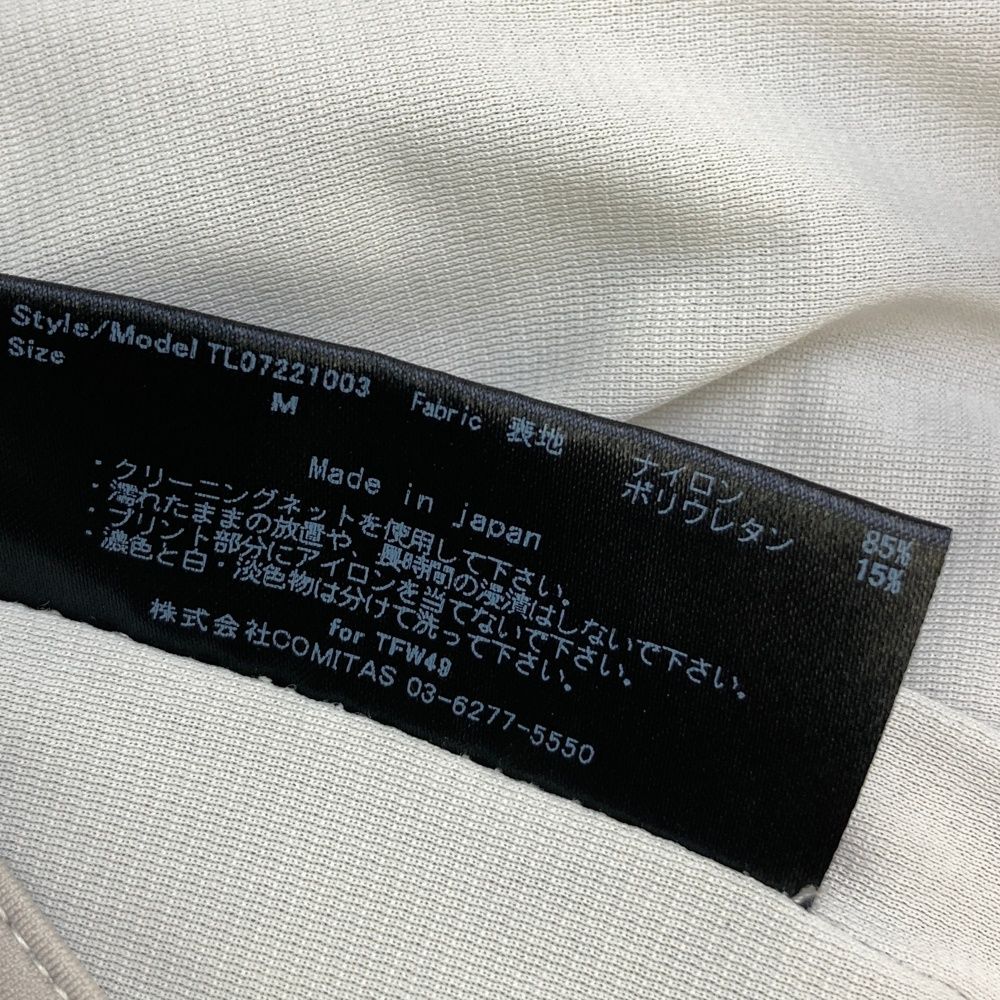 Style/Model TL07221003 Fabric 表地 ナイロン 85%
Size M ポリウレタン 15%
Made in japan
・クリーニングネットを使用して下さい。
・濡れたままの放置や、長時間の浸漬はしないで下さい。
・プリント部分にアイロンを当てないで下さい。
・濃色と白・淡色物は分けて洗って下さい。
for TFW49
株式会社COMITAS 03-6277-5550